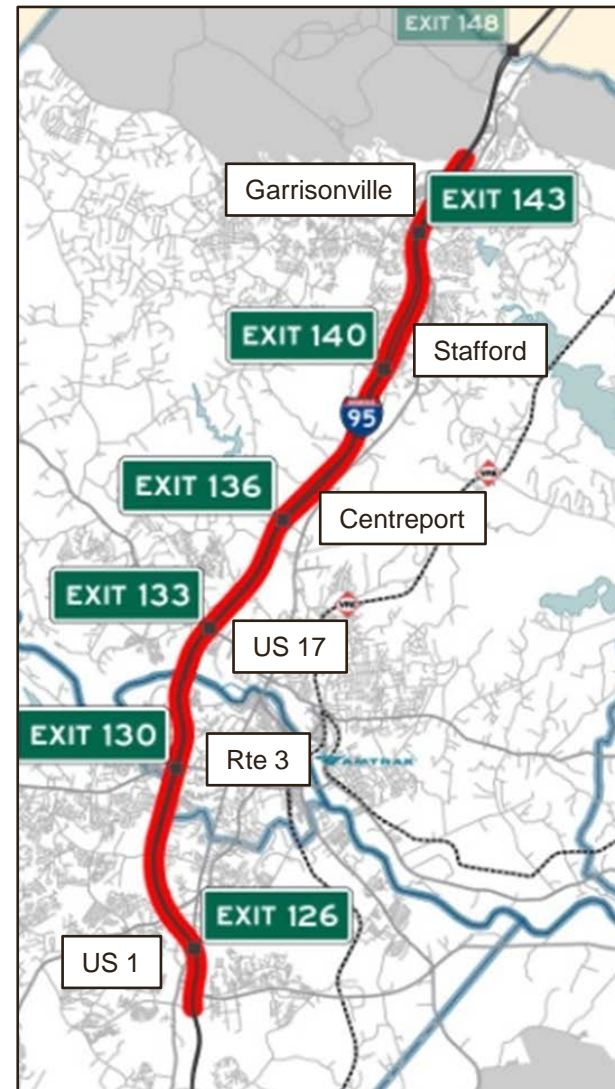 EXIT 148
Garrisonville
EXIT 143
EXIT 140
Stafford
95
EXIT 136
Centreport
EXIT 133
US 17
EXIT 130
Rte 3
AMTRAK
EXIT 126
US 1